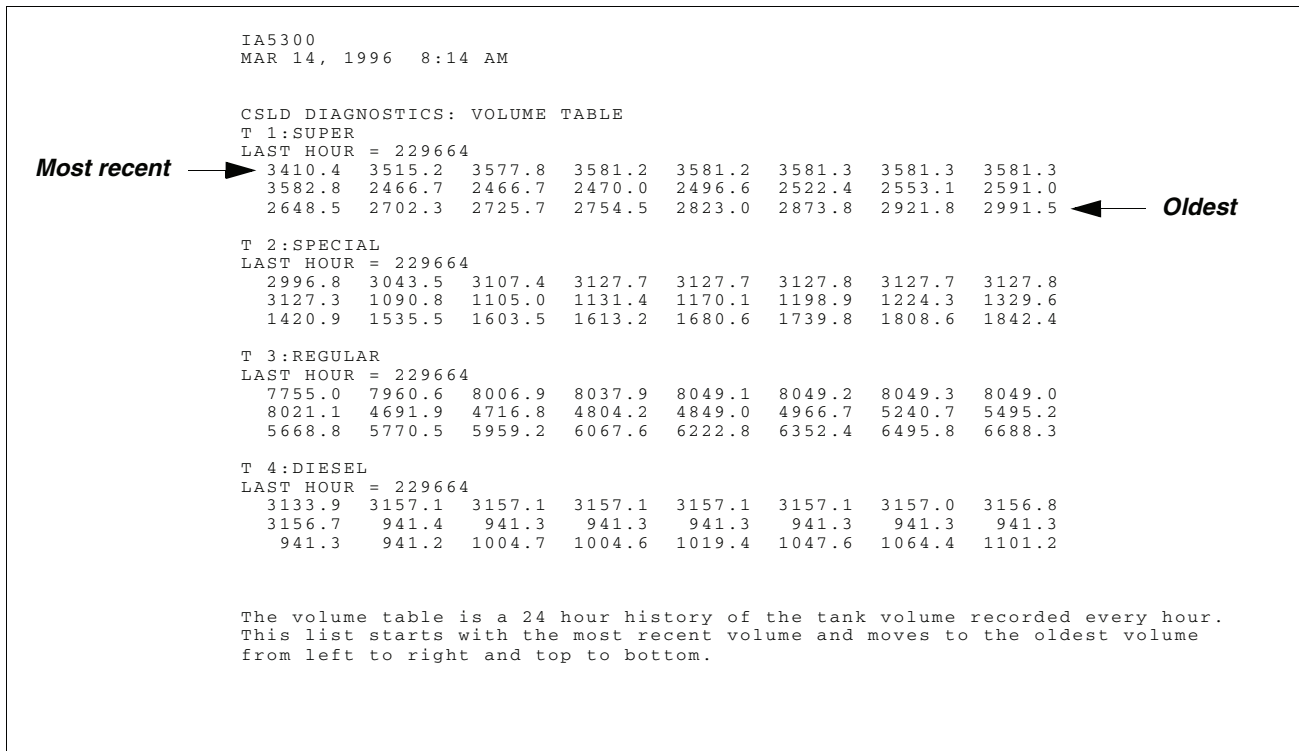 IA5300
MAR 14, 1996 8:14 AM
CSLD DIAGNOSTICS: VOLUME TABLE
T 1:SUPER
LAST HOUR = 229664
Most recent
3410.4 3515.2 3577.8 3581.2 3581.2 3581.3 3581.3 3581.3
3582.8 2466.7 2466.7 2470.0 2496.6 2522.4 2553.1 2591.0
2648.5 2702.3 2725.7 2754.5 2823.0 2873.8 2921.8 2991.5
Oldest
T 2:SPECIAL
LAST HOUR = 229664
2996.8 3043.5 3107.4 3127.7 3127.7 3127.8 3127.7 3127.8
3127.3 1090.8 1105.0 1131.4 1170.1 1198.9 1224.3 1329.6
1420.9 1535.5 1603.5 1613.2 1680.6 1739.8 1808.6 1842.4
T 3:REGULAR
LAST HOUR = 229664
7755.0 7960.6 8006.9 8037.9 8049.1 8049.2 8049.3 8049.0
8021.1 4691.9 4716.8 4804.2 4849.0 4966.7 5240.7 5495.2
5668.8 5770.5 5959.2 6067.6 6222.8 6352.4 6495.8 6688.3
T 4:DIESEL
LAST HOUR = 229664
3133.9 3157.1 3157.1 3157.1 3157.1 3157.1 3157.0 3156.8
3156.7 941.4 941.3 941.3 941.3 941.3 941.3 941.3
941.3 941.2 1004.7 1004.6 1019.4 1047.6 1064.4 1101.2
The volume table is a 24 hour history of the tank volume recorded every hour.
This list starts with the most recent volume and moves to the oldest volume
from left to right and top to bottom.